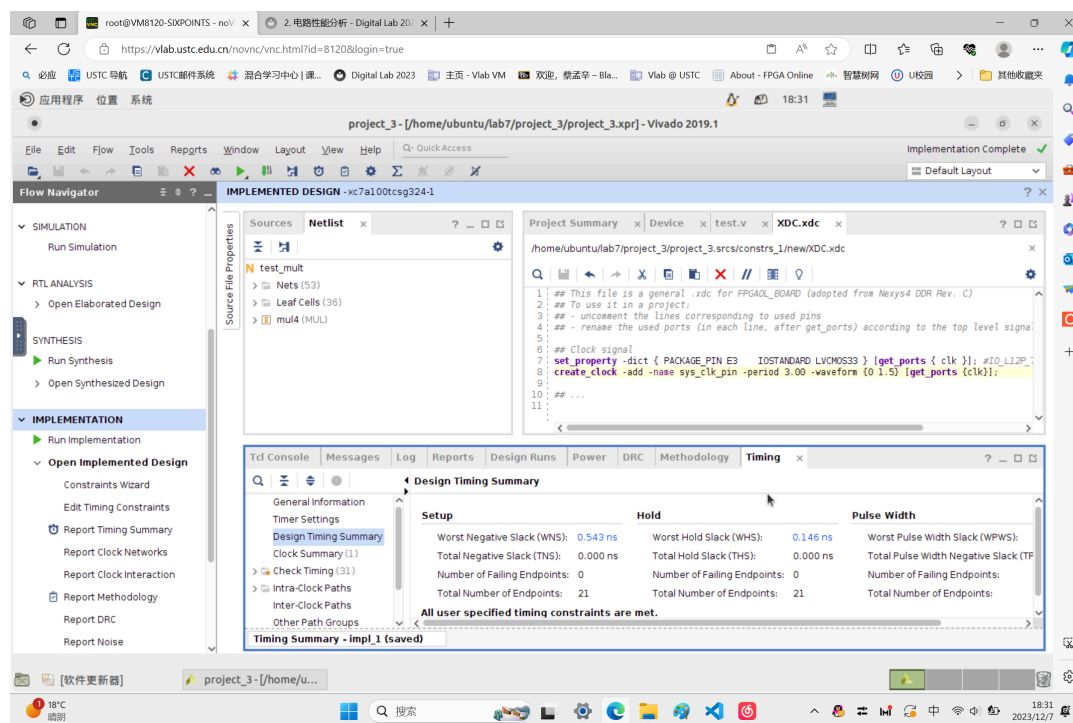 root@VM8120-SIXPOINTS - noV
2. 电路性能分析 - Digital Lab 202
https://vlab.ustc.edu.cn/novnc/vnc.html?id=8120&login=true
必应 USTC 导航 USTC邮件系统 混合学习中心 | 课... Digital Lab 2023 主页 - Vlab VM 欢迎, 蔡孟辛 – Bla... Vlab @ USTC About - FPGA Online 智慧树网 U校园 其他收藏夹
应用程序 位置 系统 18:31
project_3 - [/home/ubuntu/lab7/project_3/project_3.xpr] - Vivado 2019.1
File Edit Flow Tools Reports Window Layout View Help Quick Access Implementation Complete
Default Layout
Flow Navigator
IMPLEMENTED DESIGN - xc7a100tcsg324-1
SIMULATION
Run Simulation
RTL ANALYSIS
Open Elaborated Design
SYNTHESIS
Run Synthesis
Open Synthesized Design
IMPLEMENTATION
Run Implementation
Open Implemented Design
Constraints Wizard
Edit Timing Constraints
Report Timing Summary
Report Clock Networks
Report Clock Interaction
Report Methodology
Report DRC
Report Noise
Source File Properties
Sources Netlist
test_mult
Nets (53)
Leaf Cells (36)
mul4 (MUL)
Project Summary Device test.v XDC.xdc
/home/ubuntu/lab7/project_3/project_3.srcs/constrs_1/new/XDC.xdc
1 ## This file is a general .xdc for FPGAOL_BOARD (adopted from Nexys4 DDR Rev. C)
2 ## To use it in a project:
3 ## - uncomment the lines corresponding to used pins
4 ## - rename the used ports (in each line, after get_ports) according to the top level signa
5
6 ## Clock signal
7 set_property -dict { PACKAGE_PIN E3 IOSTANDARD LVCMOS33 } [get_ports { clk }]; #IO_L12P_
8 create_clock -add -name sys_clk_pin -period 3.00 -waveform {0 1.5} [get_ports {clk}];
9
10 ## ...
11
Tcl Console Messages Log Reports Design Runs Power DRC Methodology Timing
Design Timing Summary
General Information
Timer Settings
Design Timing Summary
Clock Summary (1)
Check Timing (31)
Intra-Clock Paths
Inter-Clock Paths
Other Path Groups
Setup Hold Pulse Width
Worst Negative Slack (WNS): 0.543 ns Worst Hold Slack (WHS): 0.146 ns Worst Pulse Width Slack (WPWS):
Total Negative Slack (TNS): 0.000 ns Total Hold Slack (THS): 0.000 ns Total Pulse Width Negative Slack (TP
Number of Failing Endpoints: 0 Number of Failing Endpoints: 0 Number of Failing Endpoints:
Total Number of Endpoints: 21 Total Number of Endpoints: 21 Total Number of Endpoints:
All user specified timing constraints are met.
Timing Summary - impl_1 (saved)
[软件更新器] project_3 - [/home/u...
18°C
晴朗
搜索
中
18:31
2023/12/7